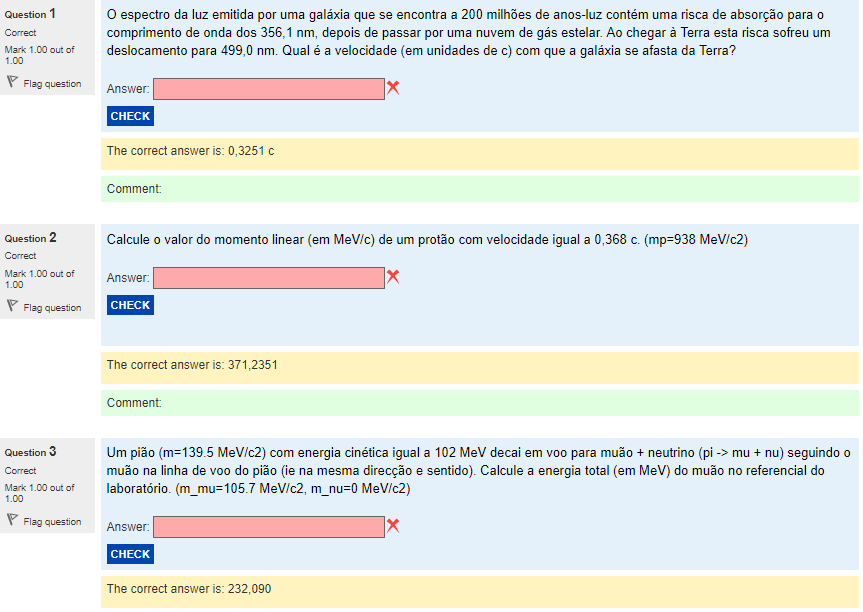 Question 1
Correct
Mark 1.00 out of
1.00
Flag question
O espectro da luz emitida por uma galáxia que se encontra a 200 milhões de anos-luz contém uma risca de absorção para o
comprimento de onda dos 356,1 nm, depois de passar por uma nuvem de gás estelar. Ao chegar à Terra esta risca sofreu um
deslocamento para 499,0 nm. Qual é a velocidade (em unidades de c) com que a galáxia se afasta da Terra?
Answer:
CHECK
The correct answer is: 0,3251 c
Comment:
Question 2
Correct
Mark 1.00 out of
1.00
Flag question
Calcule o valor do momento linear (em MeV/c) de um protão com velocidade igual a 0,368 c. (mp=938 MeV/c2)
Answer:
CHECK
The correct answer is: 371,2351
Comment:
Question 3
Correct
Mark 1.00 out of
1.00
Flag question
Um pião (m=139.5 MeV/c2) com energia cinética igual a 102 MeV decai em voo para muão + neutrino (pi -> mu + nu) seguindo o
muão na linha de voo do pião (ie na mesma direcção e sentido). Calcule a energia total (em MeV) do muão no referencial do
laboratório. (m_mu=105.7 MeV/c2, m_nu=0 MeV/c2)
Answer:
CHECK
The correct answer is: 232,090